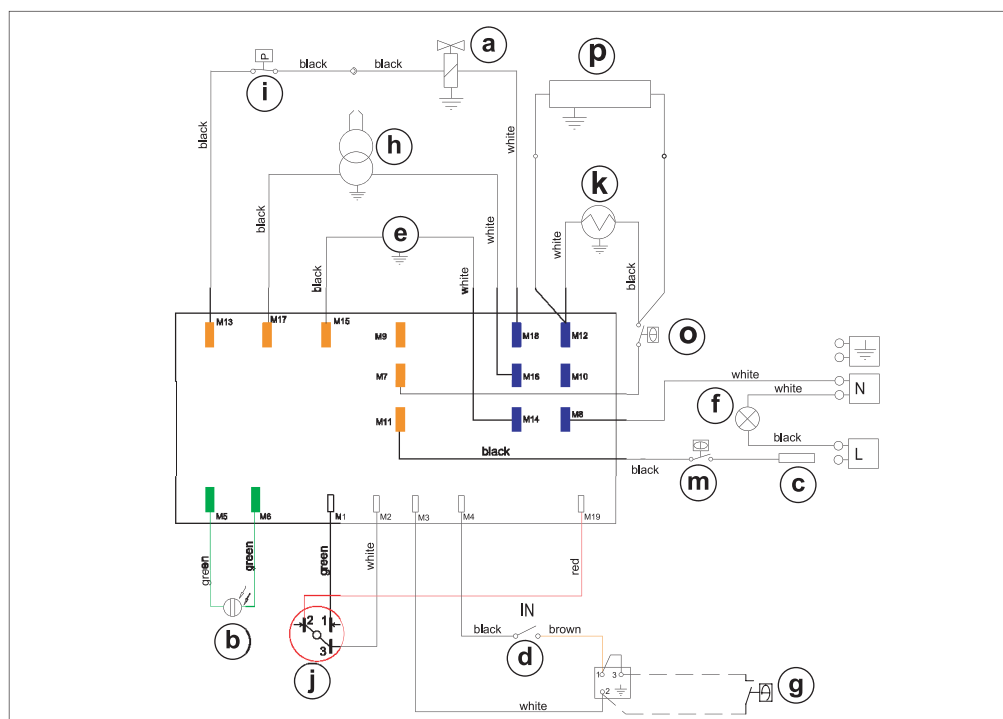 a
p
P
black
black
i
h
k
black
white
black
white
white
e
black
white
black
M13
M17
M15
M9
M18
M12
o
M7
M16
M10
white
N
white
f
M11
M14
M8
black
black
L
black
m
c
M5
M6
M1
M2
M3
M4
M19
green
green
green
white
red
2
1
3
b
j
IN
black
brown
d
1
3
2
g
white